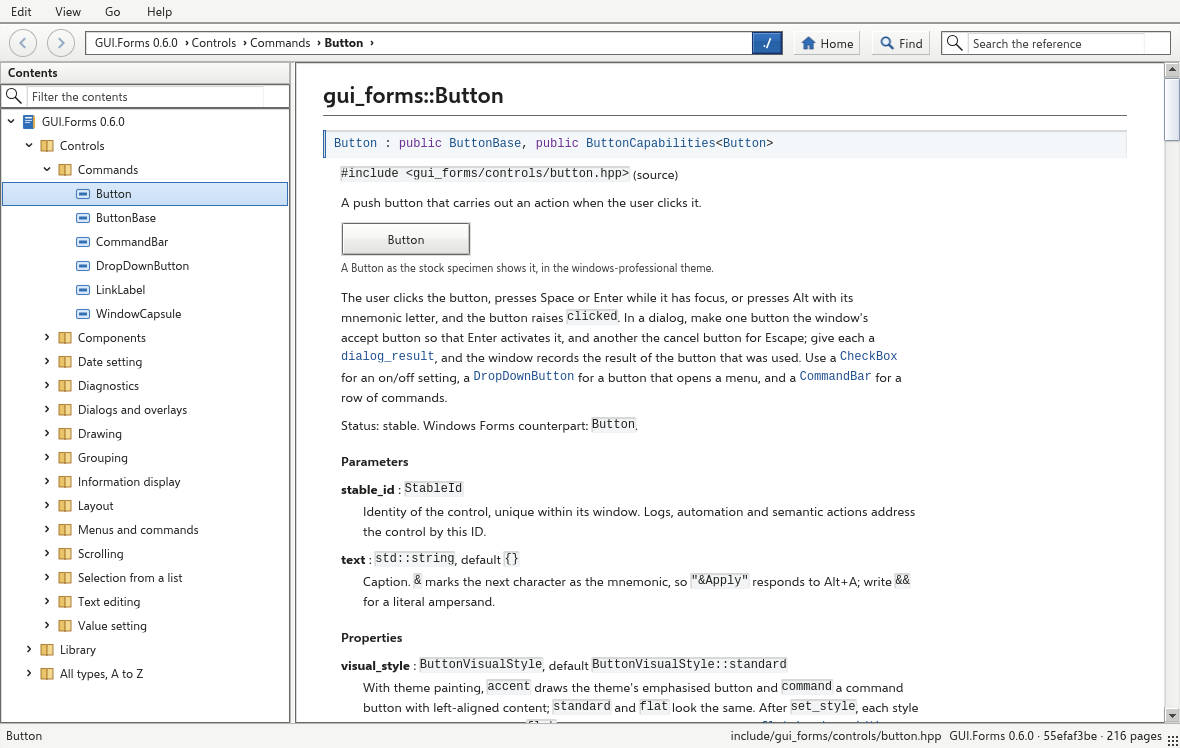 Edit View Go Help
GUI.Forms 0.6.0 › Controls › Commands › Button ›
./
Home
Find
Search the reference
Contents
Filter the contents
GUI.Forms 0.6.0
Controls
Commands
Button
ButtonBase
CommandBar
DropDownButton
LinkLabel
WindowCapsule
Components
Date setting
Diagnostics
Dialogs and overlays
Drawing
Grouping
Information display
Layout
Menus and commands
Scrolling
Selection from a list
Text editing
Value setting
Library
All types, A to Z
gui_forms::Button
Button : public ButtonBase, public ButtonCapabilities<Button>
#include <gui_forms/controls/button.hpp> (source)
A push button that carries out an action when the user clicks it.
Button
A Button as the stock specimen shows it, in the windows-professional theme.
The user clicks the button, presses Space or Enter while it has focus, or presses Alt with its
mnemonic letter, and the button raises clicked. In a dialog, make one button the window's
accept button so that Enter activates it, and another the cancel button for Escape; give each a
dialog_result, and the window records the result of the button that was used. Use a CheckBox
for an on/off setting, a DropDownButton for a button that opens a menu, and a CommandBar for a
row of commands.
Status: stable. Windows Forms counterpart: Button.
Parameters
stable_id : StableId
Identity of the control, unique within its window. Logs, automation and semantic actions address
the control by this ID.
text : std::string, default {}
Caption. & marks the next character as the mnemonic, so "&Apply" responds to Alt+A; write &&
for a literal ampersand.
Properties
visual_style : ButtonVisualStyle, default ButtonVisualStyle::standard
With theme painting, accent draws the theme's emphasised button and command a command
button with left-aligned content; standard and flat look the same. After set_style, each style
Button
include/gui_forms/controls/button.hpp GUI.Forms 0.6.0 · 55efaf3be · 216 pages